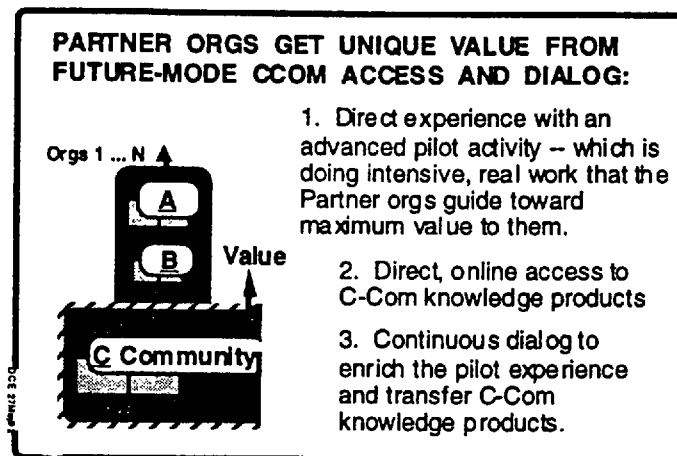 PARTNER ORGS GET UNIQUE VALUE FROM
FUTURE-MODE CCOM ACCESS AND DIALOG:
Orgs 1 ... N
A
B
Value
C Community
1. Direct experience with an
advanced pilot activity -- which is
doing intensive, real work that the
Partner orgs guide toward
maximum value to them.
2. Direct, online access to
C-Com knowledge products
3. Continuous dialog to
enrich the pilot experience
and transfer C-Com
knowledge products.